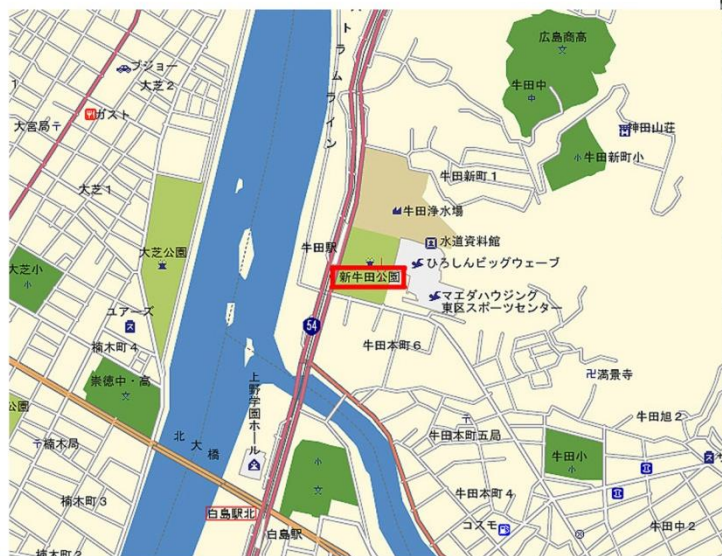 ストラムライン
広島商高
プジョー
大芝2
牛田中
ガスト
大宮局
神田山荘
牛田新町小
牛田新町1
大芝1
牛田浄水場
水道資料館
牛田駅
大芝公園
ひろしんビッグウェーブ
新牛田公園
大芝小
マエダハウジング
東区スポーツセンター
ユアーズ
54
楠木町4
牛田本町6
満景寺
崇徳中・高
上野学園ホール
公園
牛田旭2
北大橋
牛田本町五局
楠木局
牛田小
楠木町3
牛田本町4
白島駅北
コスモ
白島駅
牛田中2
楠木町2